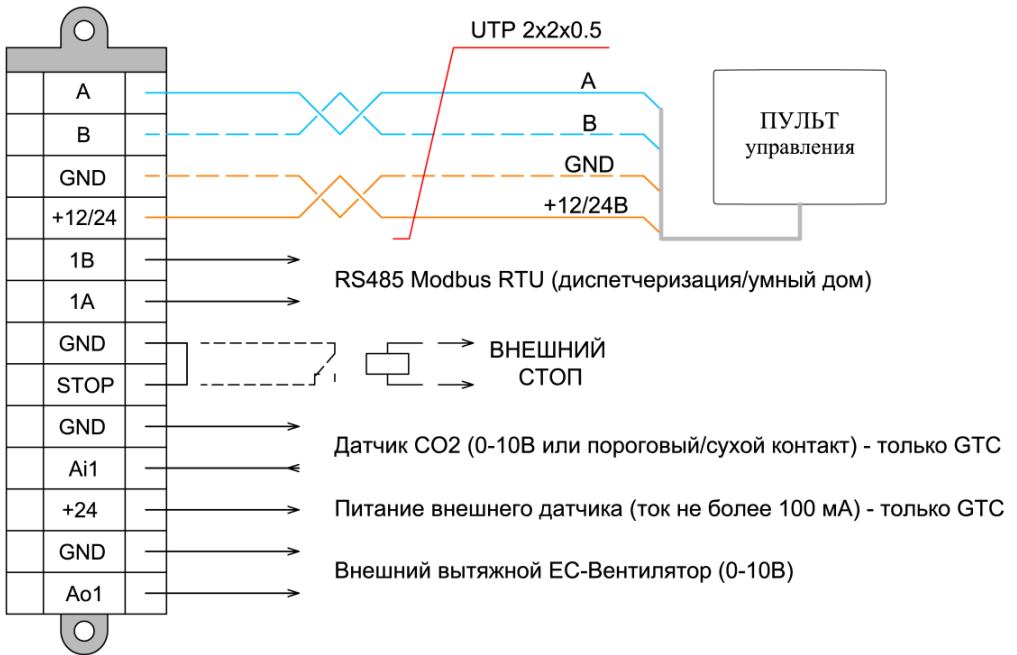 UTP 2x2x0.5
A
A
ПУЛЬТ
управления
B
B
GND
GND
+12/24
+12/24В
1B
RS485 Modbus RTU (диспетчеризация/умный дом)
1A
GND
ВНЕШНИЙ
СТОП
STOP
GND
Датчик CO2 (0-10В или пороговый/сухой контакт) - только GTC
Ai1
+24
Питание внешнего датчика (ток не более 100 мА) - только GTC
GND
Внешний вытяжной ЕС-Вентилятор (0-10В)
Ao1